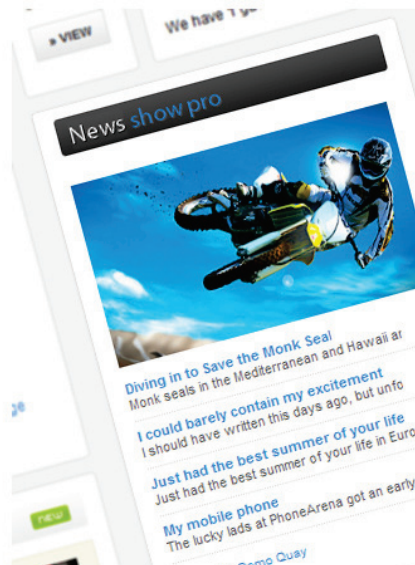 » VIEW
We have 1
News show pro
Diving in to Save the Monk Seal
Monk seals in the Mediterranean and Hawaii ar
I could barely contain my excitement
I should have written this days ago, but unfo
Just had the best summer of your life
Just had the best summer of your life in Euro
My mobile phone
The lucky lads at PhoneArena got an early
new
Quay